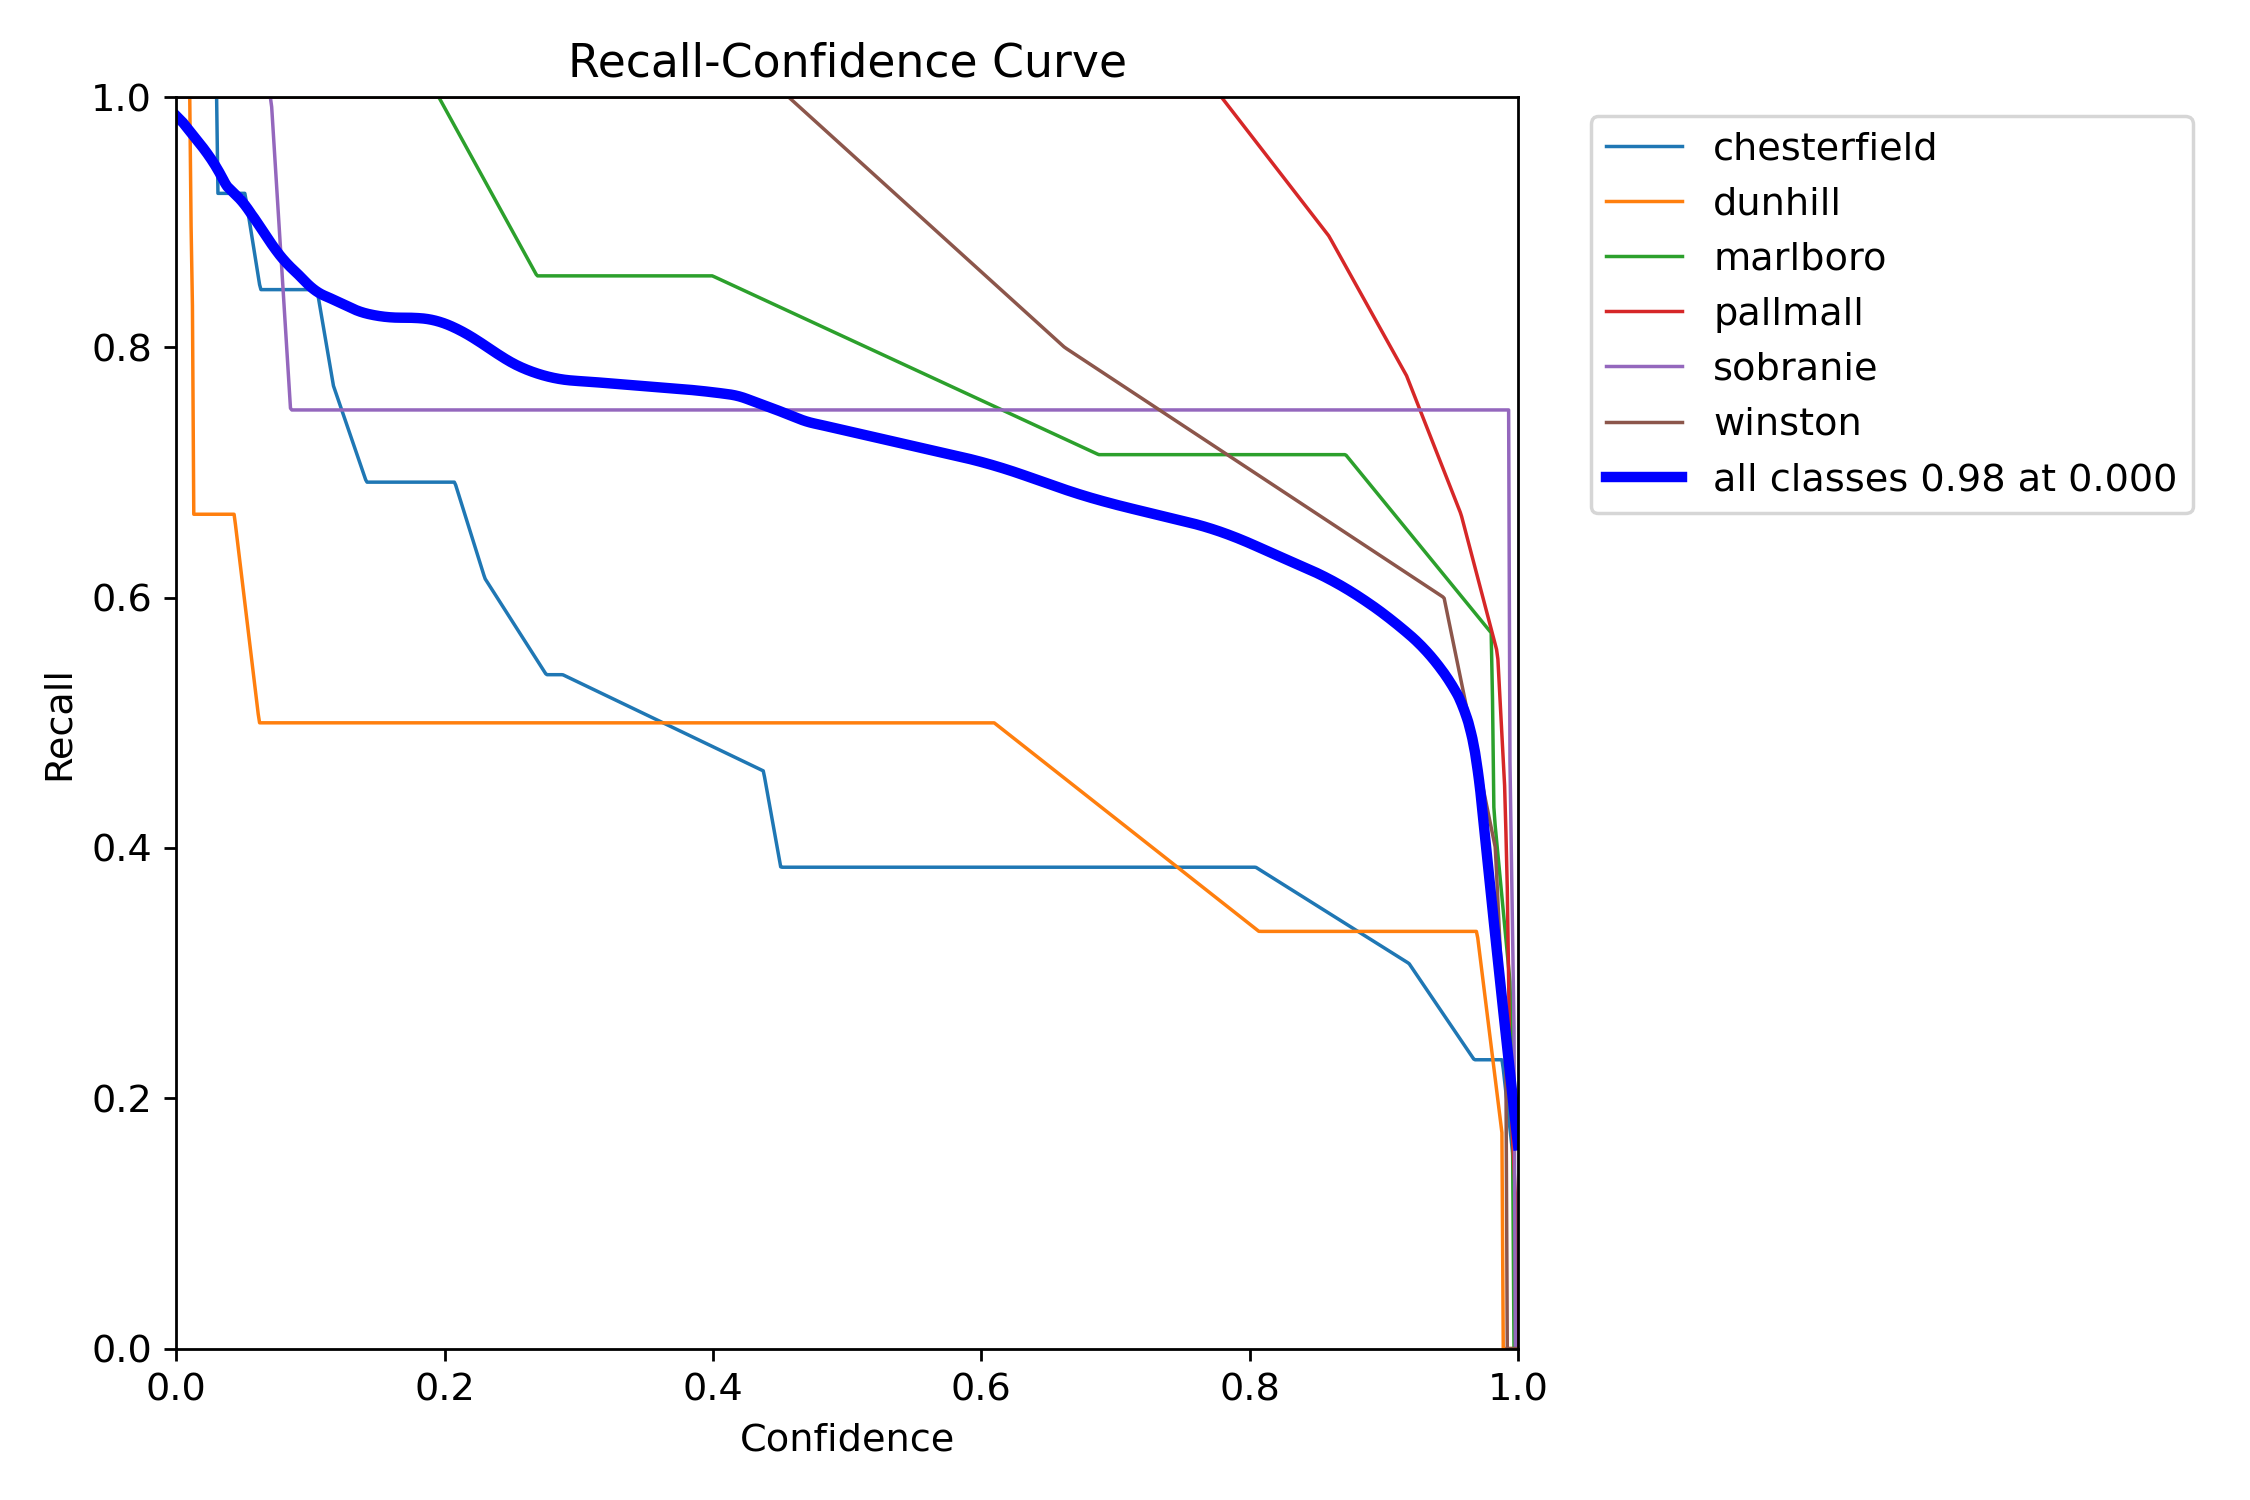 Recall-Confidence Curve
1.0
0.8
0.6
0.4
0.2
0.0
Recall
0.0 0.2 0.4 0.6 0.8 1.0
Confidence
chesterfield
dunhill
marlboro
pallmall
sobranie
winston
all classes 0.98 at 0.000